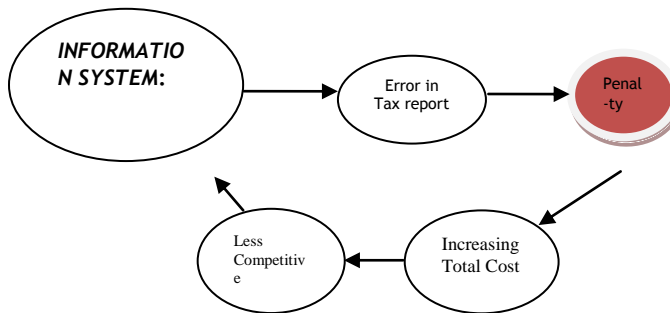 INFORMATIO
N SYSTEM:
Error in
Tax report
Penal
-ty
Less
Competitiv
e
Increasing
Total Cost